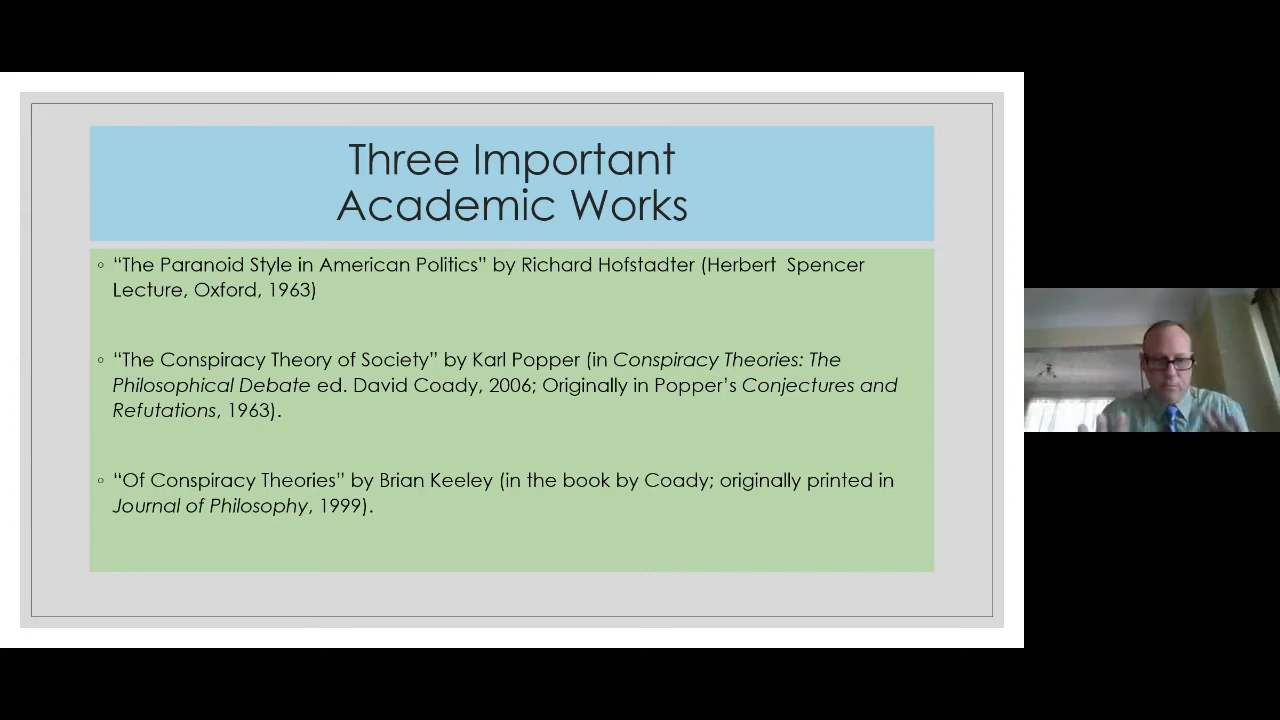 Three Important
Academic Works
◦ “The Paranoid Style in American Politics” by Richard Hofstadter (Herbert  Spencer
Lecture, Oxford, 1963)
◦ “The Conspiracy Theory of Society” by Karl Popper (in Conspiracy Theories: The
Philosophical Debate ed. David Coady, 2006; Originally in Popper’s Conjectures and
Refutations, 1963).
◦ “Of Conspiracy Theories” by Brian Keeley (in the book by Coady; originally printed in
Journal of Philosophy, 1999).